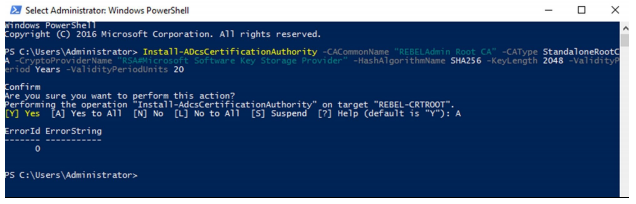 Select Administrator: Windows PowerShell
Windows PowerShell
Copyright (C) 2016 Microsoft Corporation. All rights reserved.
PS C:\Users\Administrator> Install-ADcsCertificationAuthority -CACommonName "REBELAdmin Root CA" -CAType StandaloneRootC
A -CryptoProviderName "RSA#Microsoft Software Key Storage Provider" -HashAlgorithmName SHA256 -KeyLength 2048 -ValidityP
eriod Years -ValidityPeriodUnits 20
Confirm
Are you sure you want to perform this action?
Performing the operation "Install-AdcsCertificationAuthority" on target "REBEL-CRTROOT".
[Y] Yes  [A] Yes to All  [N] No  [L] No to All  [S] Suspend  [?] Help (default is "Y"): A
ErrorId ErrorString
------- -----------
0
PS C:\Users\Administrator>